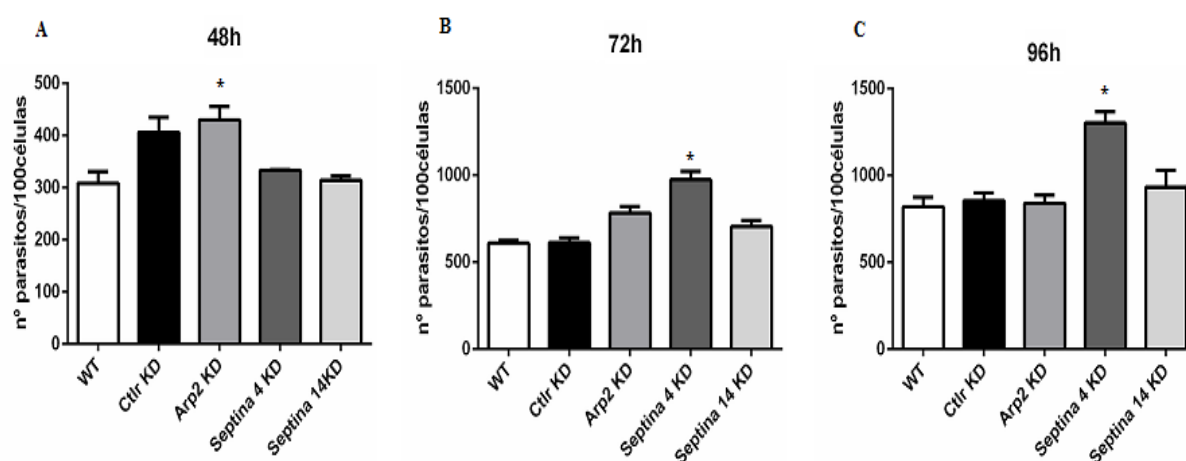 A
48h
nº parasitos/100células
500
400
300
200
100
0
*
WT
Ctlr KD
Arp2 KD
Septina 4 KD
Septina 14KD
B
72h
nº parasitos/100células
1500
1000
500
0
*
WT
Ctlr KD
Arp2 KD
Septina 4 KD
Septina 14 KD
C
96h
nº parasitos/100células
1500
1000
500
0
*
WT
Ctlr KD
Arp2 KD
Septina 4 KD
Septina 14 KD